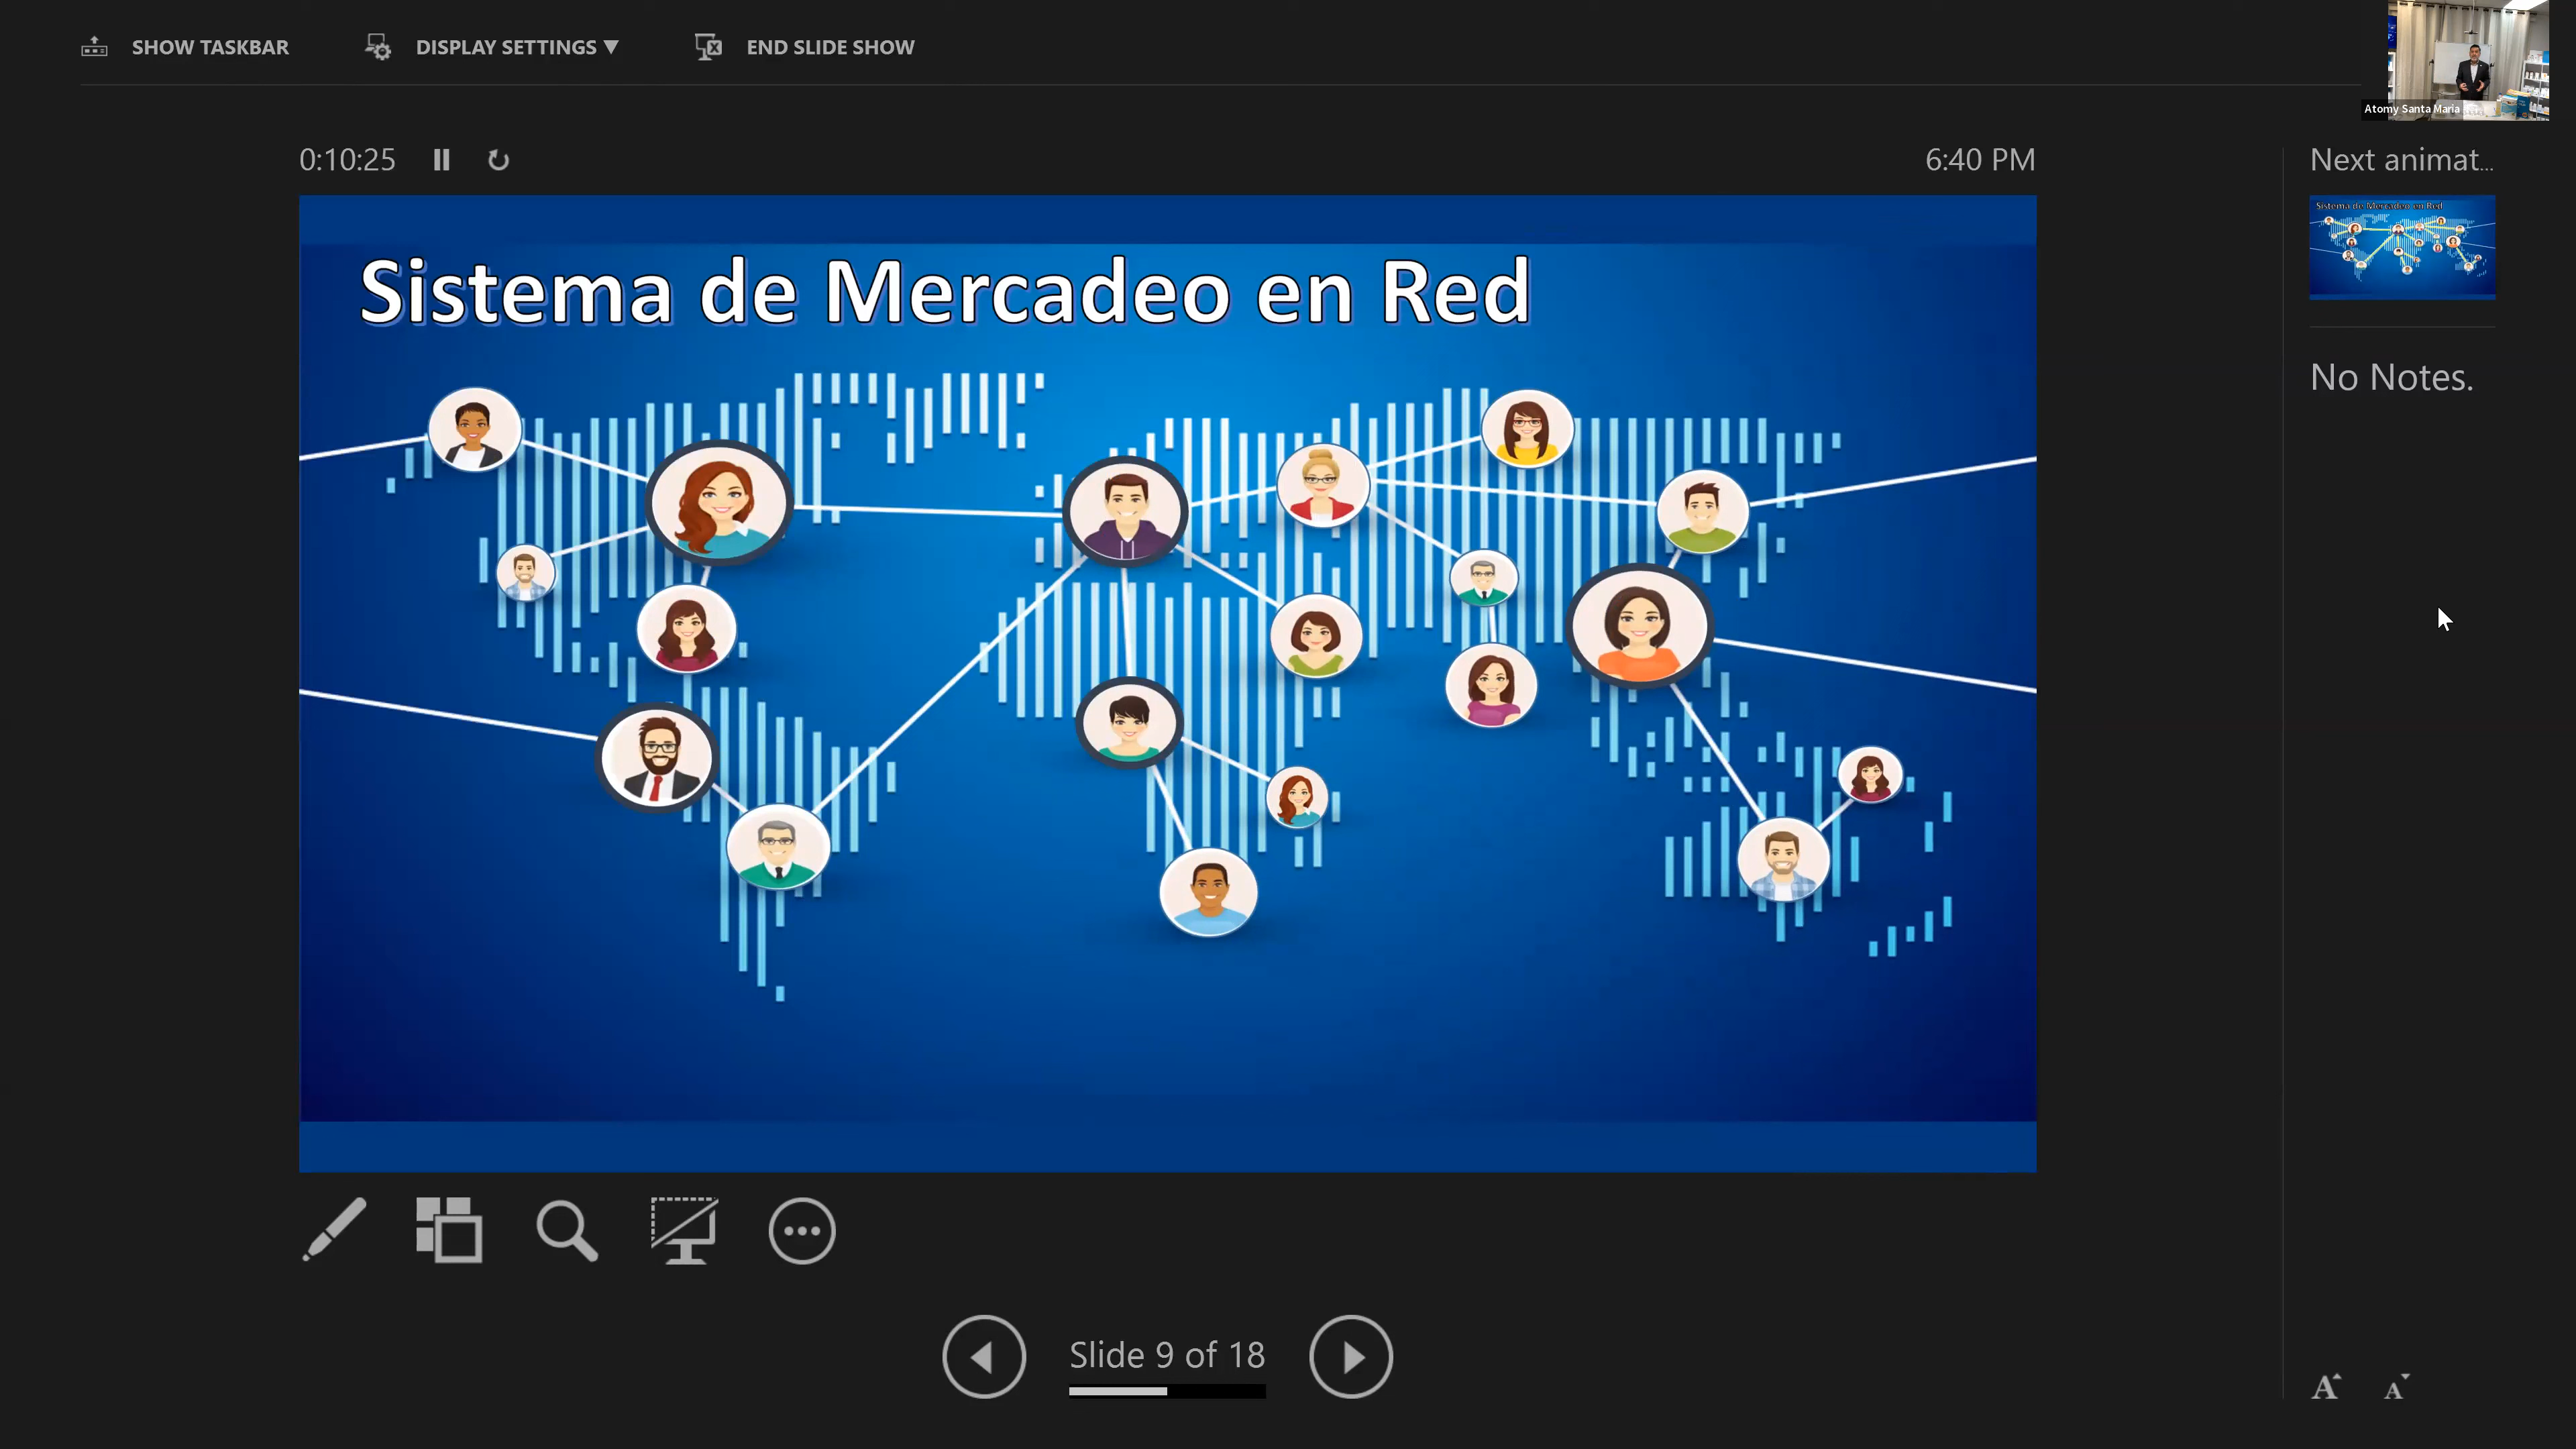 SHOW TASKBAR
DISPLAY SETTINGS ▼
END SLIDE SHOW
Atomy Santa Maria
0:10:25
6:40 PM
Next animat...
Sistema de Mercadeo en Red
Sistema de Mercadeo en Red
No Notes.
Slide 9 of 18
A A